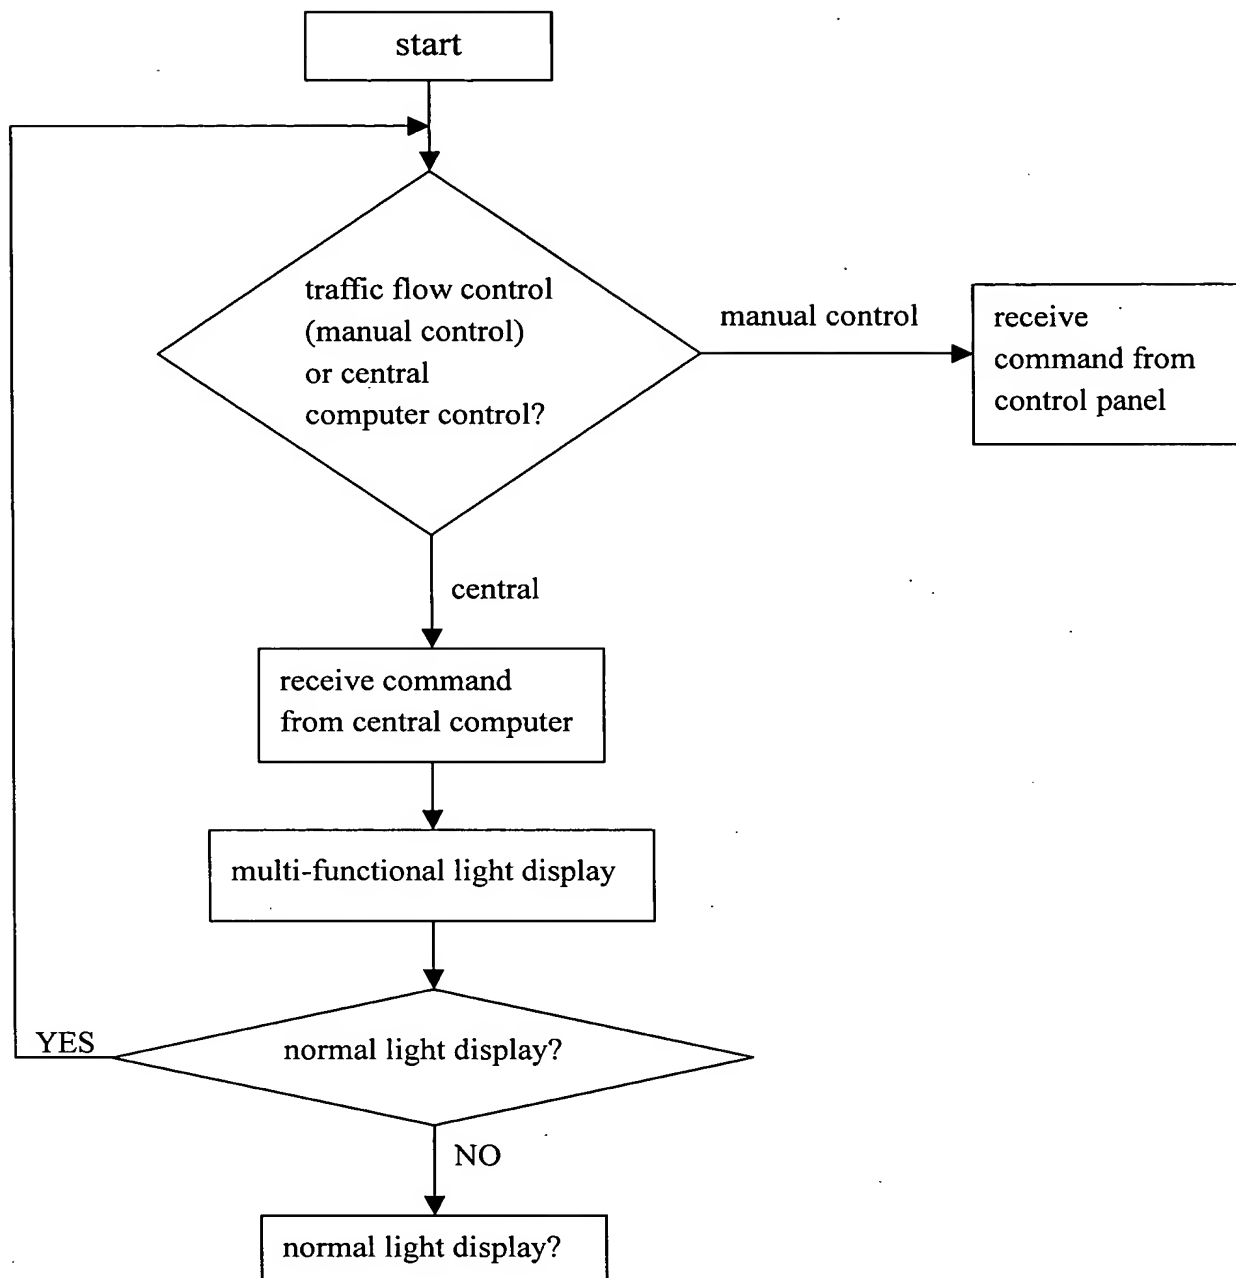 start
traffic flow control
(manual control)
or central
computer control?
manual control
receive
command from
control panel
central
receive command
from central computer
multi-functional light display
normal light display?
YES
NO
normal light display?